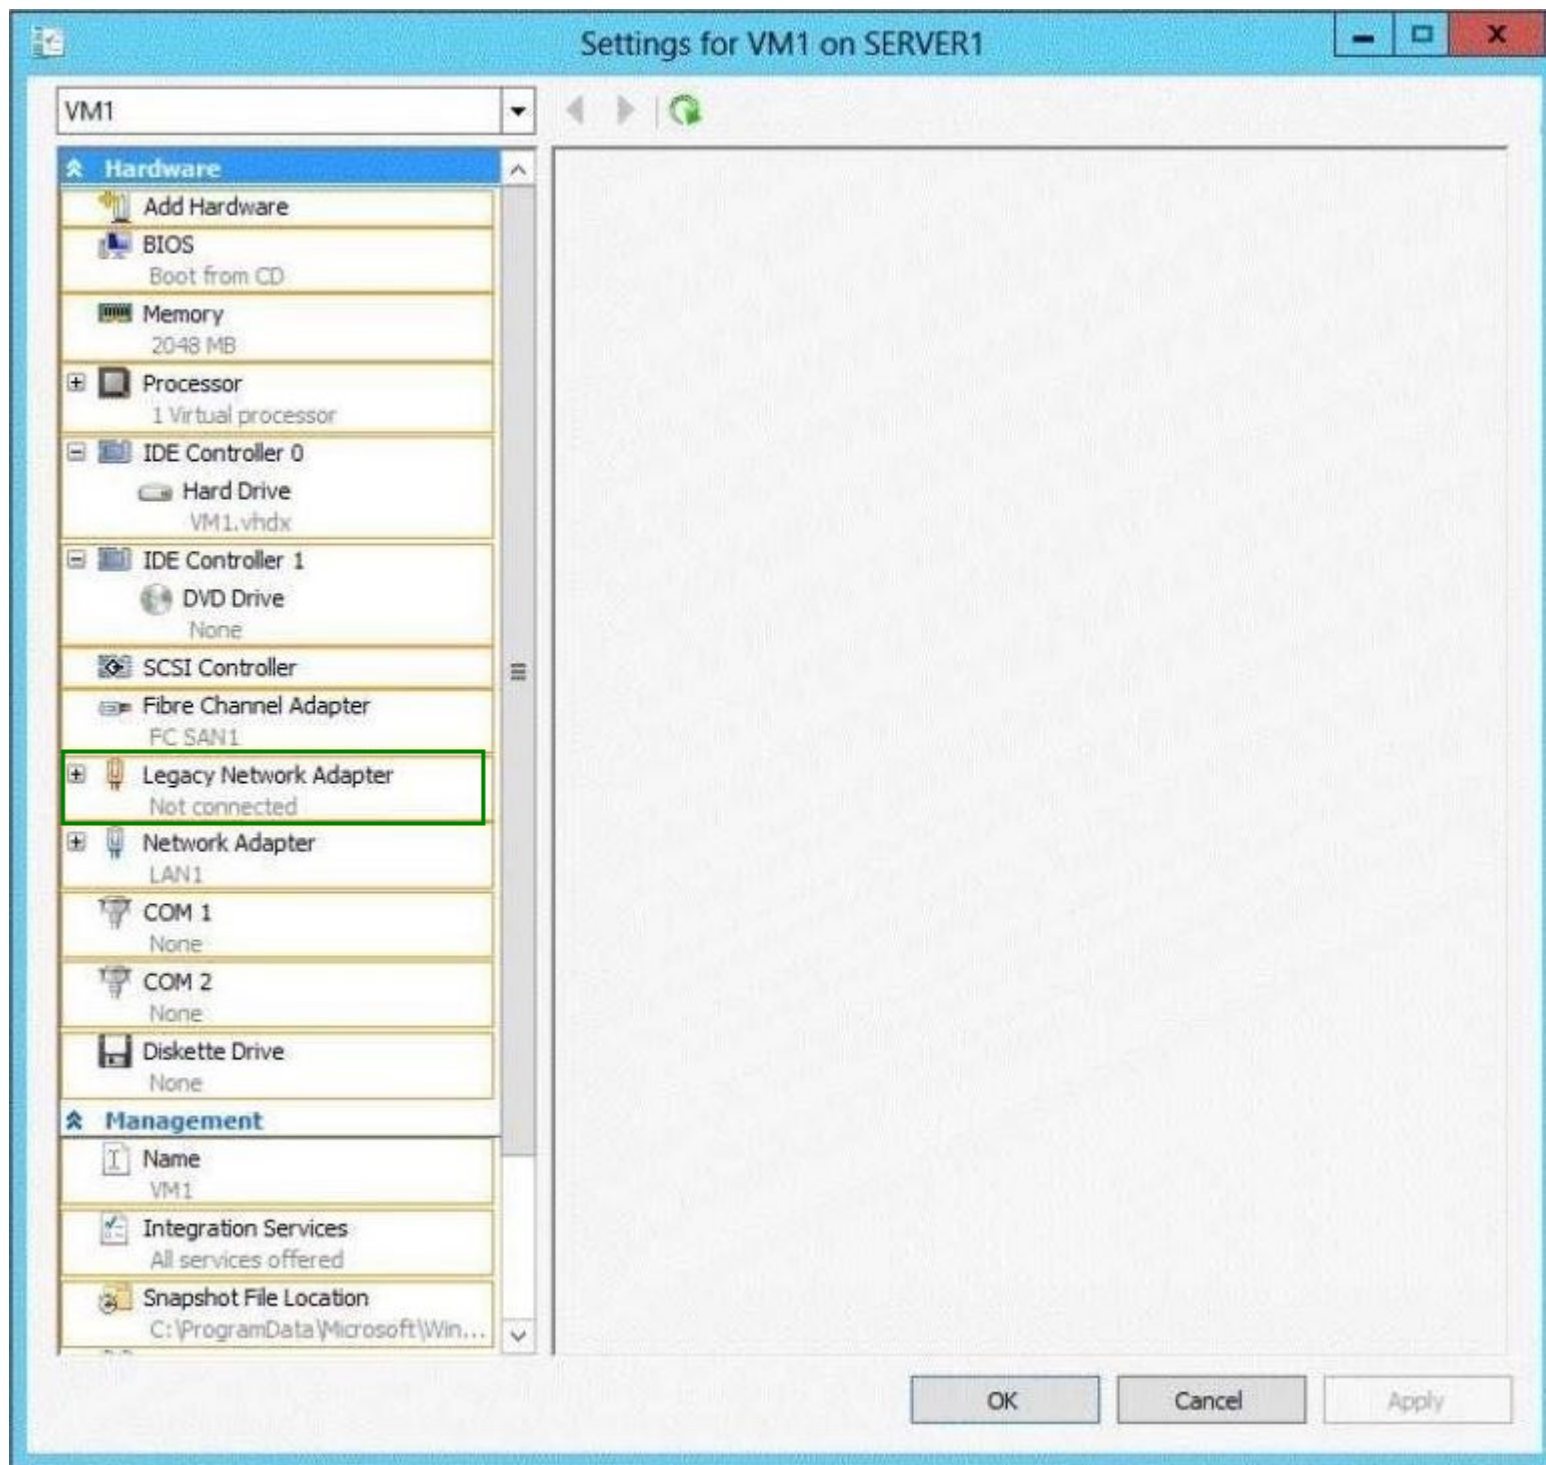 Settings for VM1 on SERVER1
VM1
Hardware
Add Hardware
BIOS
Boot from CD
Memory
2048 MB
Processor
1 Virtual processor
IDE Controller 0
Hard Drive
VM1.vhdx
IDE Controller 1
DVD Drive
None
SCSI Controller
Fibre Channel Adapter
FC SAN1
Legacy Network Adapter
Not connected
Network Adapter
LAN1
COM 1
None
COM 2
None
Diskette Drive
None
Management
Name
VM1
Integration Services
All services offered
Snapshot File Location
C:\ProgramData\Microsoft\Win...
OK Cancel Apply